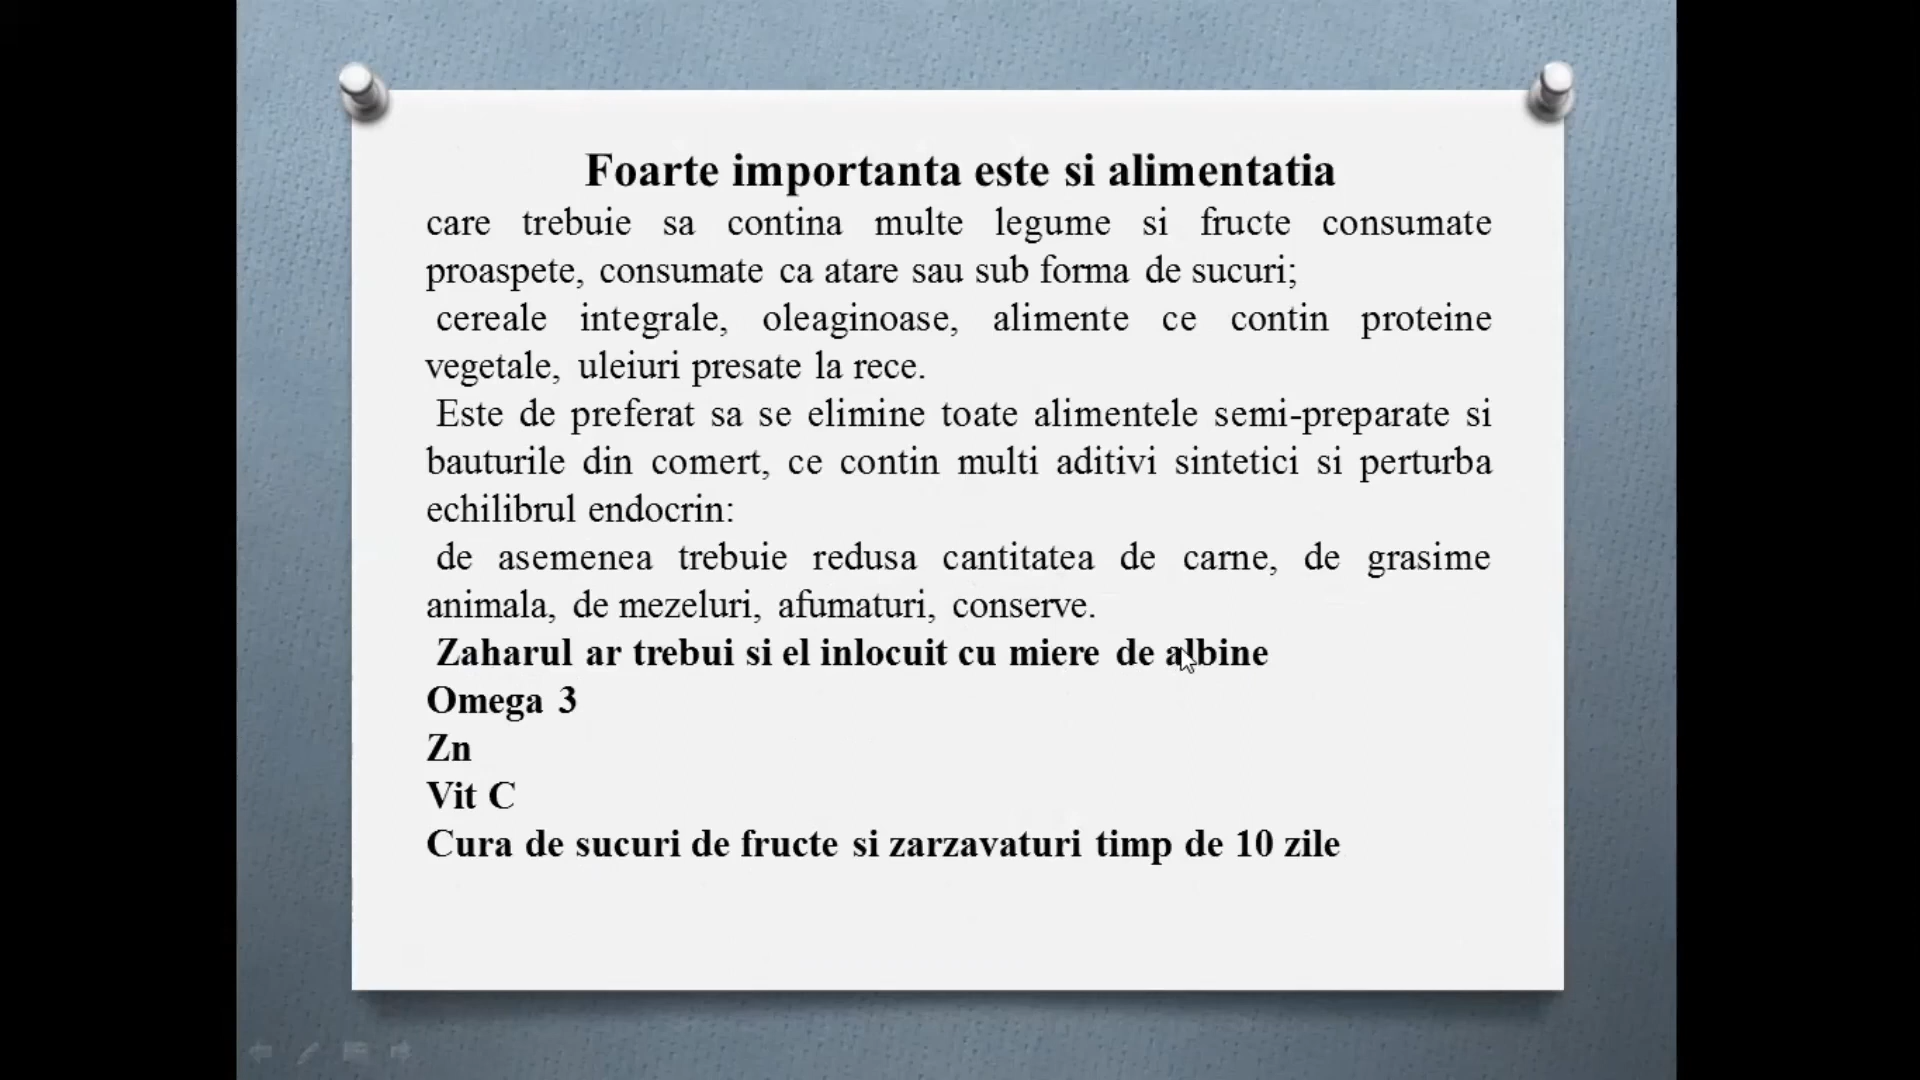 Foarte importanta este si alimentatia
care trebuie sa contina multe legume si fructe consumate
proaspete, consumate ca atare sau sub forma de sucuri;
cereale integrale, oleaginoase, alimente ce contin proteine
vegetale, uleiuri presate la rece.
Este de preferat sa se elimine toate alimentele semi-preparate si
bauturile din comert, ce contin multi aditivi sintetici si perturba
echilibrul endocrin:
de asemenea trebuie redusa cantitatea de carne, de grasime
animala, de mezeluri, afumaturi, conserve.
Zaharul ar trebui si el inlocuit cu miere de albine
Omega 3
Zn
Vit C
Cura de sucuri de fructe si zarzavaturi timp de 10 zile